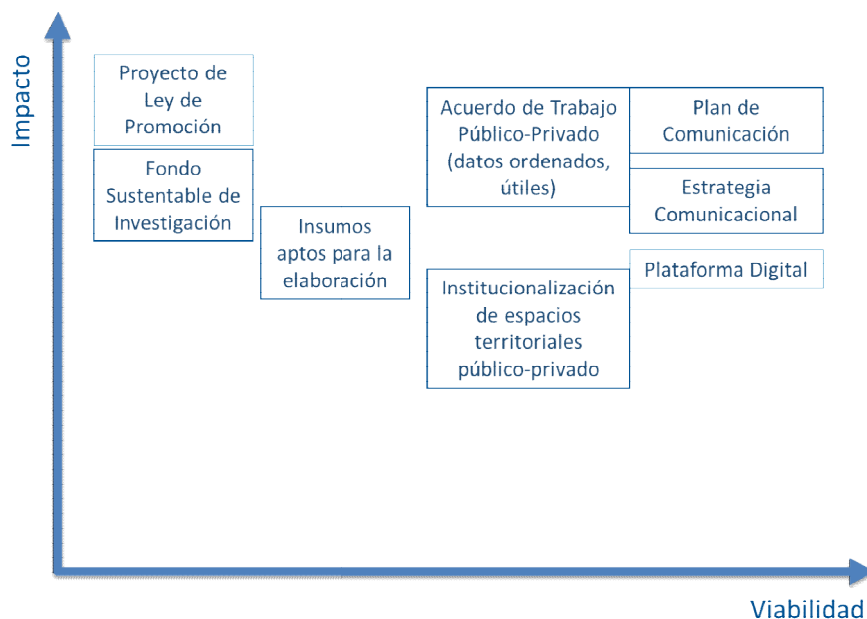 Impacto
Proyecto de
Ley de
Promoción
Fondo
Sustentable de
Investigación
Insumos
aptos para la
elaboración
Acuerdo de Trabajo
Público-Privado
(datos ordenados,
útiles)
Institucionalización
de espacios
territoriales
público-privado
Plan de
Comunicación
Estrategia
Comunicacional
Plataforma Digital
Viabilidad